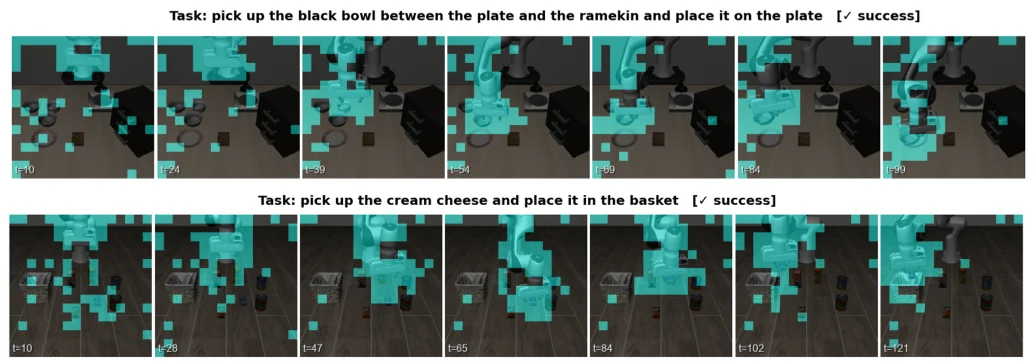 Task: pick up the black bowl between the plate and the ramekin and place it on the plate [✓ success]
t=10
t=24
t=39
t=54
t=69
t=84
t=99
Task: pick up the cream cheese and place it in the basket [✓ success]
t=10
t=28
t=47
t=65
t=84
t=102
t=121